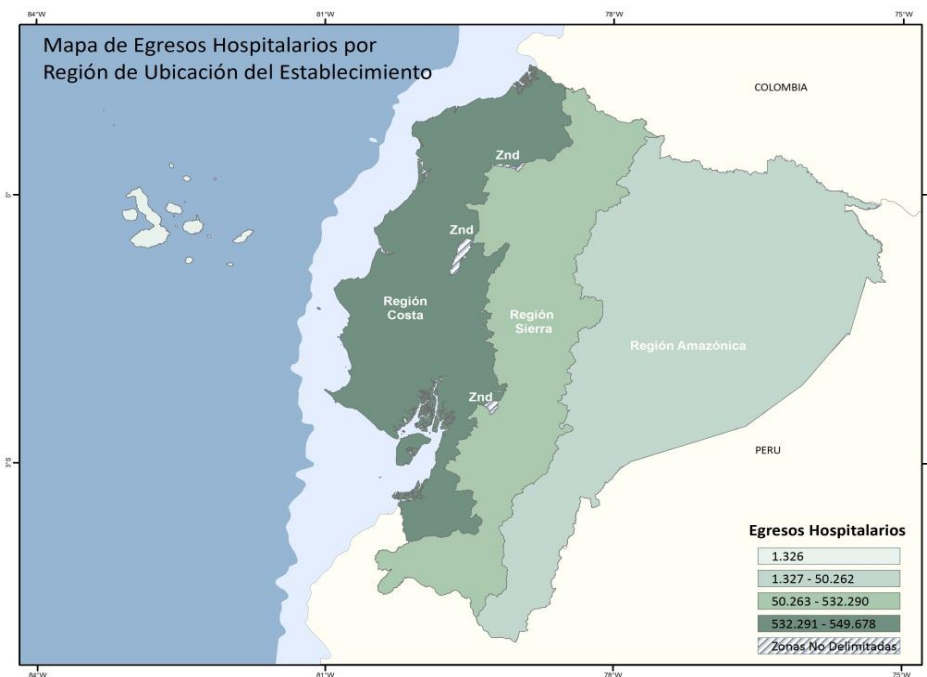 84°W
81°W
78°W
75°W
Mapa de Egresos Hospitalarios por
Región de Ubicación del Establecimiento
COLOMBIA
Znd
0°
Znd
Región
Costa
Región
Sierra
Región Amazónica
Znd
PERU
3°S
Egresos Hospitalarios
1.326
1.327 - 50.262
50.263 - 532.290
532.291 - 549.678
Zonas No Delimitadas
84°W
81°W
78°W
75°W